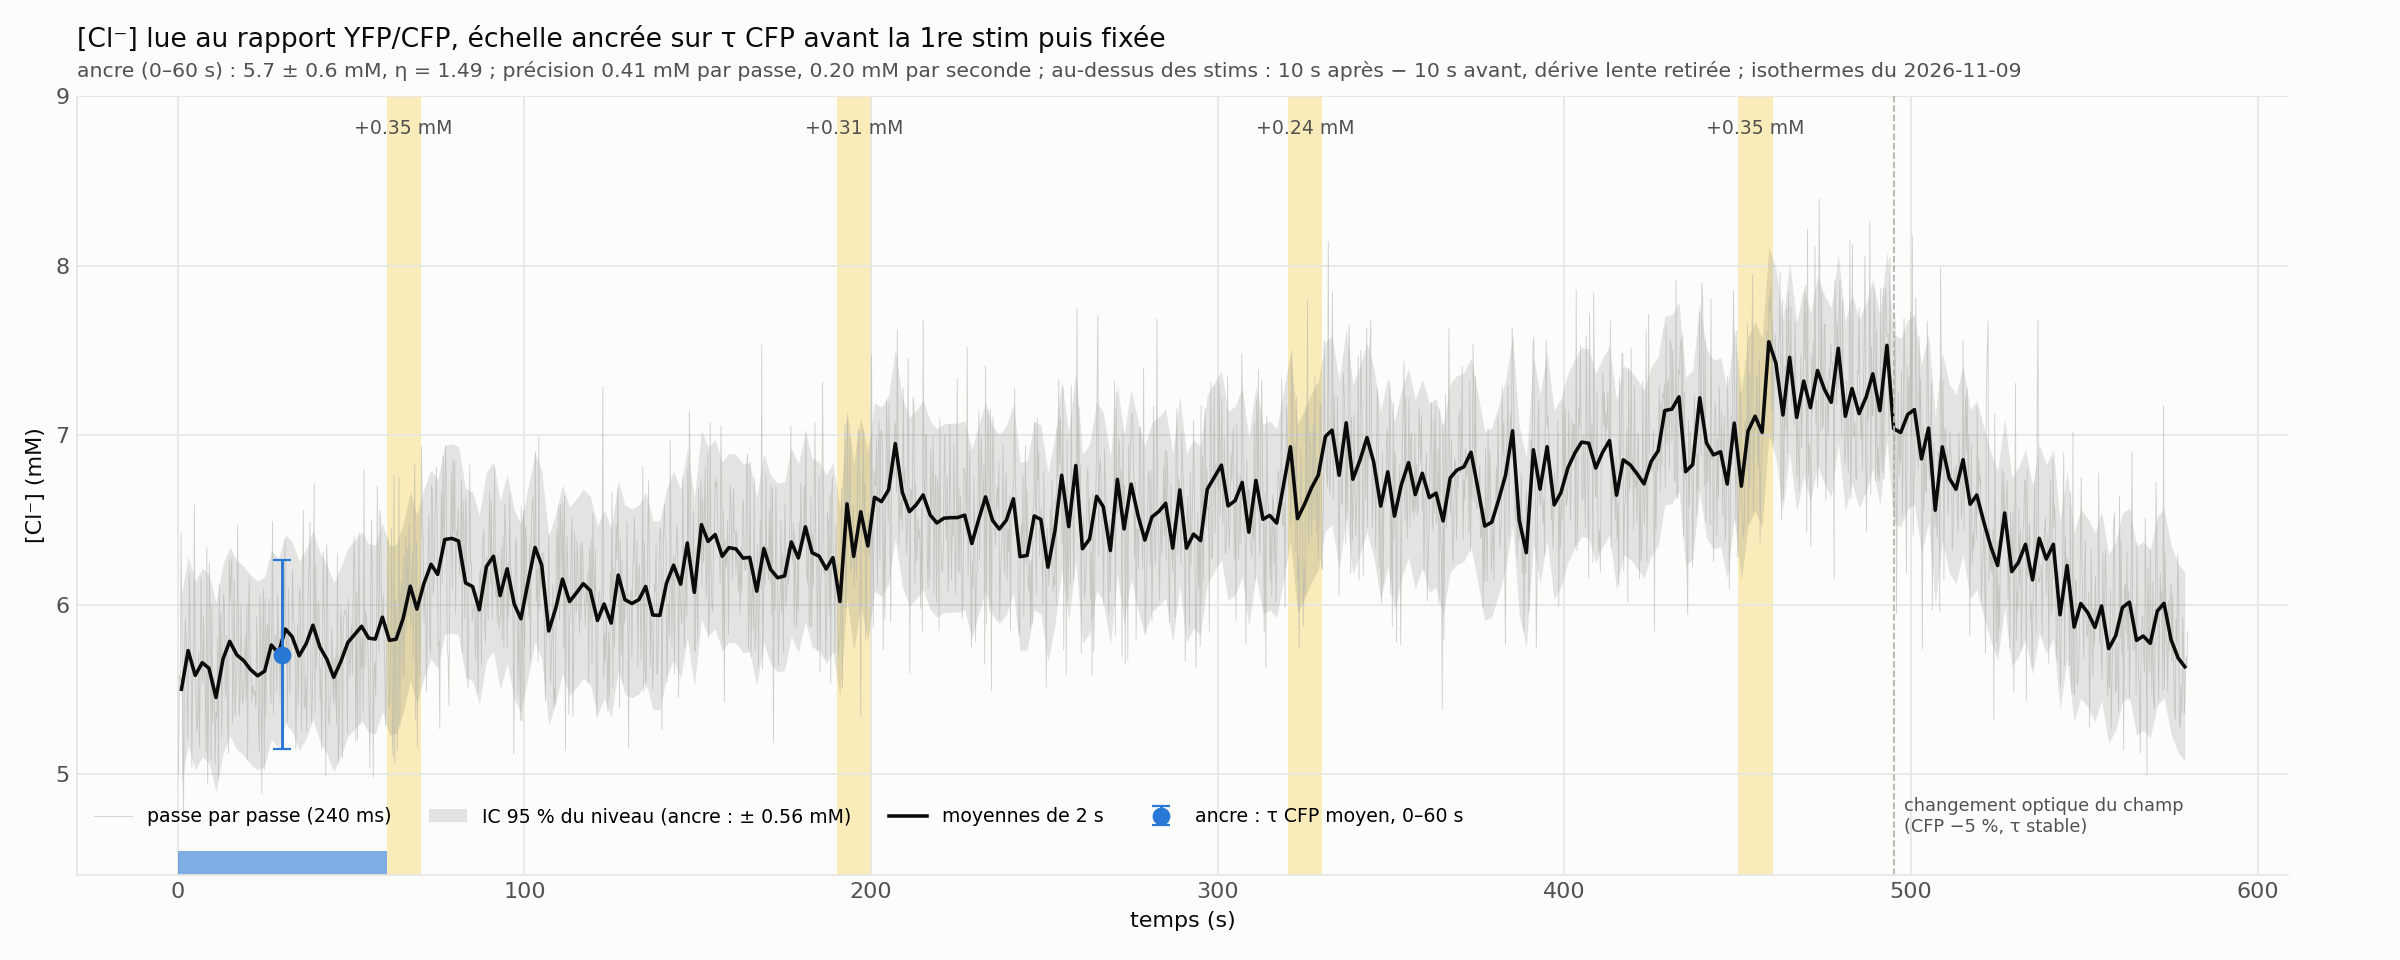 [Cl⁻] lue au rapport YFP/CFP, échelle ancrée sur τ CFP avant la 1re stim puis fixée
ancre (0–60 s) : 5.7 ± 0.6 mM, η = 1.49 ; précision 0.41 mM par passe, 0.20 mM par seconde ; au-dessus des stims : 10 s après − 10 s avant, dérive lente retirée ; isothermes du 2026-11-09
+0.35 mM
+0.31 mM
+0.24 mM
+0.35 mM
9
8
7
6
5
[Cl⁻] (mM)
passe par passe (240 ms)
IC 95 % du niveau (ancre : ± 0.56 mM)
moyennes de 2 s
ancre : τ CFP moyen, 0–60 s
changement optique du champ
(CFP −5 %, τ stable)
0
100
200
300
400
500
600
temps (s)